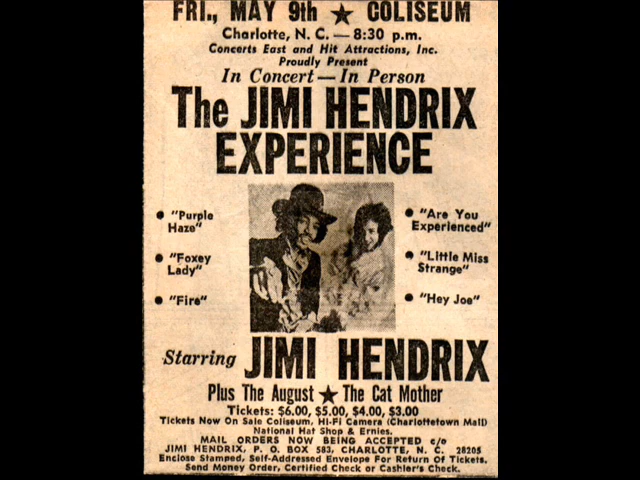 FRI., MAY 9th ★ COLISEUM
Charlotte, N. C. — 8:30 p.m.
Concerts East and Hit Attractions, Inc.
Proudly Present
In Concert — In Person
The JIMI HENDRIX
EXPERIENCE
● "Purple Haze"
● "Foxey Lady"
● "Fire"
● "Are You Experienced"
● "Little Miss Strange"
● "Hey Joe"
Starring JIMI HENDRIX
Plus The August ★ The Cat Mother
Tickets: $6.00, $5.00, $4.00, $3.00
Tickets Now On Sale Coliseum, Hi-Fi Camera (Charlottetown Mall)
National Hat Shop & Ernies.
MAIL ORDERS NOW BEING ACCEPTED c/o
JIMI HENDRIX, P. O. BOX 583, CHARLOTTE, N. C. 28205
Enclose Stamped, Self-Addressed Envelope For Return Of Tickets.
Send Money Order, Certified Check or Cashier's Check.